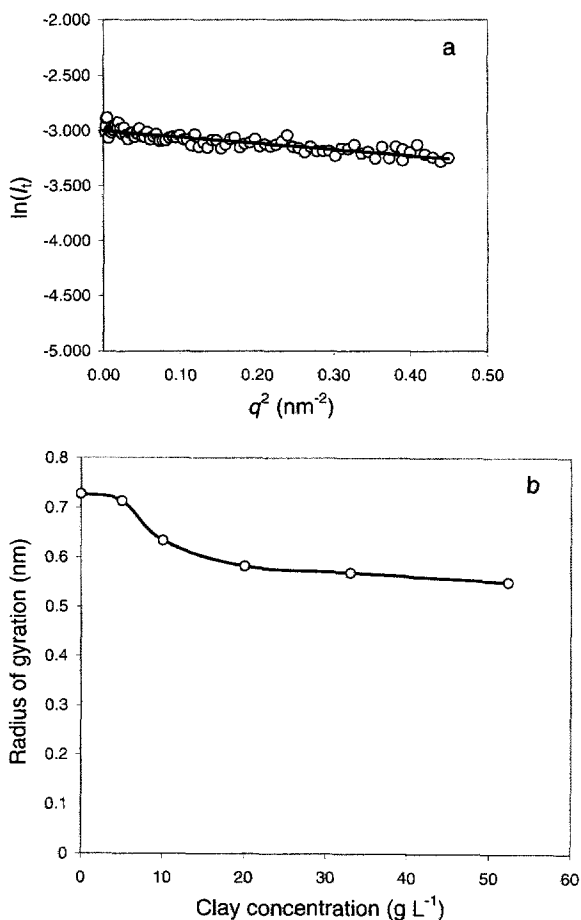 a
-2.000
-2.500
-3.000
-3.500
-4.000
-4.500
-5.000
ln(It)
0.00 0.10 0.20 0.30 0.40 0.50
q² (nm⁻²)
b
0.8
0.7
0.6
0.5
0.4
0.3
0.2
0.1
0
Radius of gyration (nm)
0 10 20 30 40 50 60
Clay concentration (g L⁻¹)